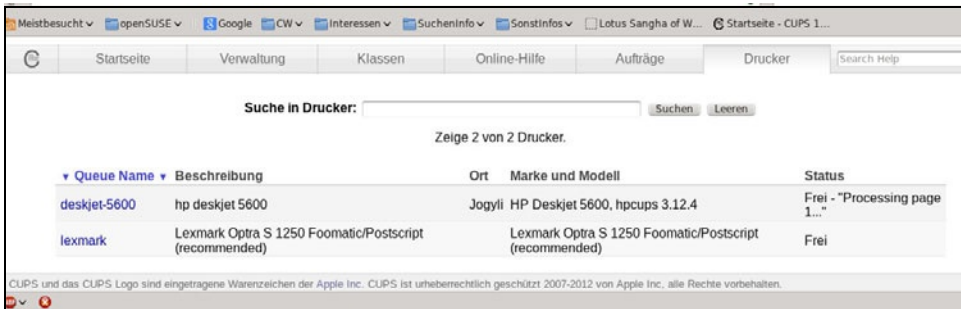 Meistbesucht openSUSE Google CW Interessen SuchenInfo SonstInfos Lotus Sangha of W... Startseite - CUPS 1...
Startseite Verwaltung Klassen Online-Hilfe Aufträge Drucker Search Help
Suche in Drucker: Suchen Leeren
Zeige 2 von 2 Drucker.
▼ Queue Name ▼ Beschreibung Ort Marke und Modell Status
deskjet-5600 hp deskjet 5600 Jogyli HP Deskjet 5600, hpcups 3.12.4 Frei - "Processing page
1..."
lexmark Lexmark Optra S 1250 Foomatic/Postscript
(recommended) Lexmark Optra S 1250 Foomatic/Postscript
(recommended) Frei
CUPS und das CUPS Logo sind eingetragene Warenzeichen der Apple Inc. CUPS ist urheberrechtlich geschützt 2007-2012 von Apple Inc, alle Rechte vorbehalten.